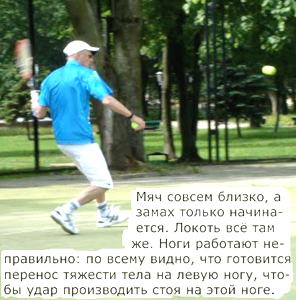 Мяч совсем близко, а
замах только начина-
ется. Локоть всё там
же. Ноги работают не-
правильно: по всему видно, что готовится
перенос тяжести тела на левую ногу, что-
бы удар производить стоя на этой ноге.